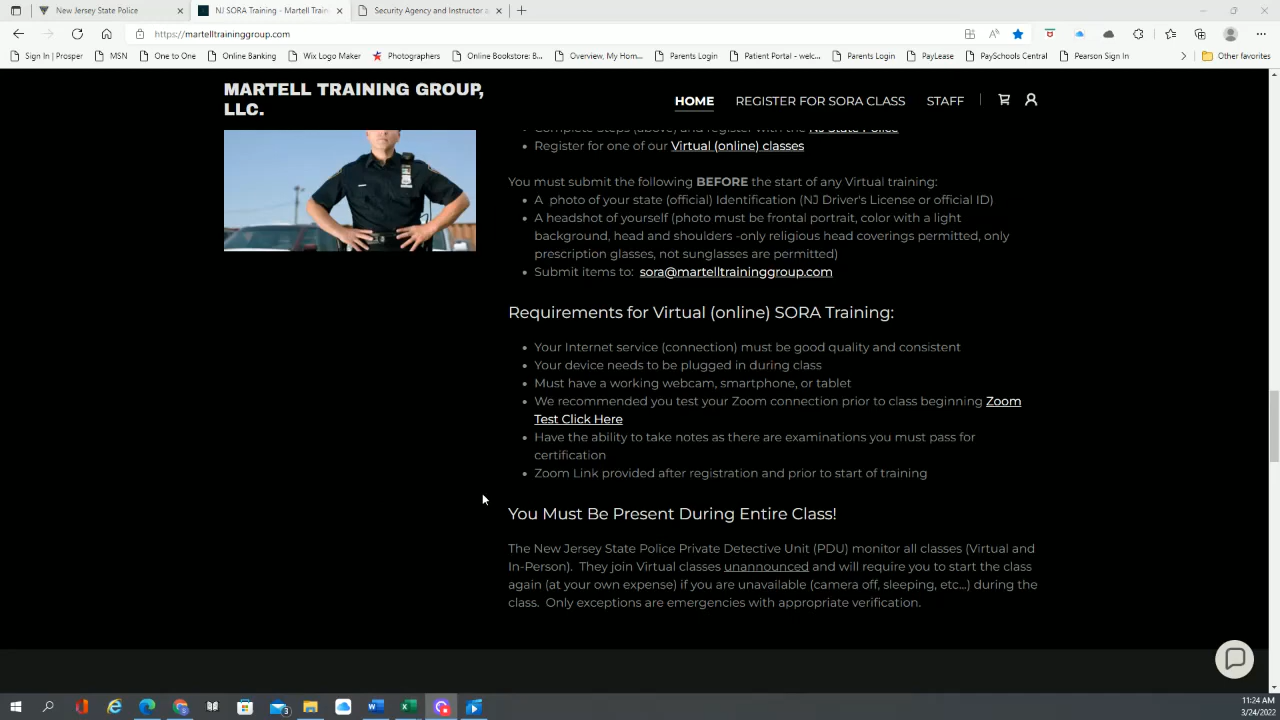 New Jersey State Police
NJ SORA Training - Martell Train
Security Agency and Instructor a
https://martelltraininggroup.com
Sign In | Prosper
MSN
One to One
Online Banking
Wix Logo Maker
Photographers
Online Bookstore: B...
Overview, My Hom...
Parents Login
Patient Portal - welc...
Parents Login
PayLease
PaySchools Central
Pearson Sign In
Other favorites
MARTELL TRAINING GROUP,
LLC.
HOME
REGISTER FOR SORA CLASS
STAFF
Complete Steps (above) and register with the NJ State Police
Register for one of our Virtual (online) classes
You must submit the following BEFORE the start of any Virtual training:
A photo of your state (official) Identification (NJ Driver's License or official ID)
A headshot of yourself (photo must be frontal portrait, color with a light
background, head and shoulders -only religious head coverings permitted, only
prescription glasses, not sunglasses are permitted)
Submit items to: sora@martelltraininggroup.com
Requirements for Virtual (online) SORA Training:
Your Internet service (connection) must be good quality and consistent
Your device needs to be plugged in during class
Must have a working webcam, smartphone, or tablet
We recommended you test your Zoom connection prior to class beginning Zoom
Test Click Here
Have the ability to take notes as there are examinations you must pass for
certification
Zoom Link provided after registration and prior to start of training
You Must Be Present During Entire Class!
The New Jersey State Police Private Detective Unit (PDU) monitor all classes (Virtual and
In-Person). They join Virtual classes unannounced and will require you to start the class
again (at your own expense) if you are unavailable (camera off, sleeping, etc...) during the
class. Only exceptions are emergencies with appropriate verification.
11:24 AM
3/24/2022